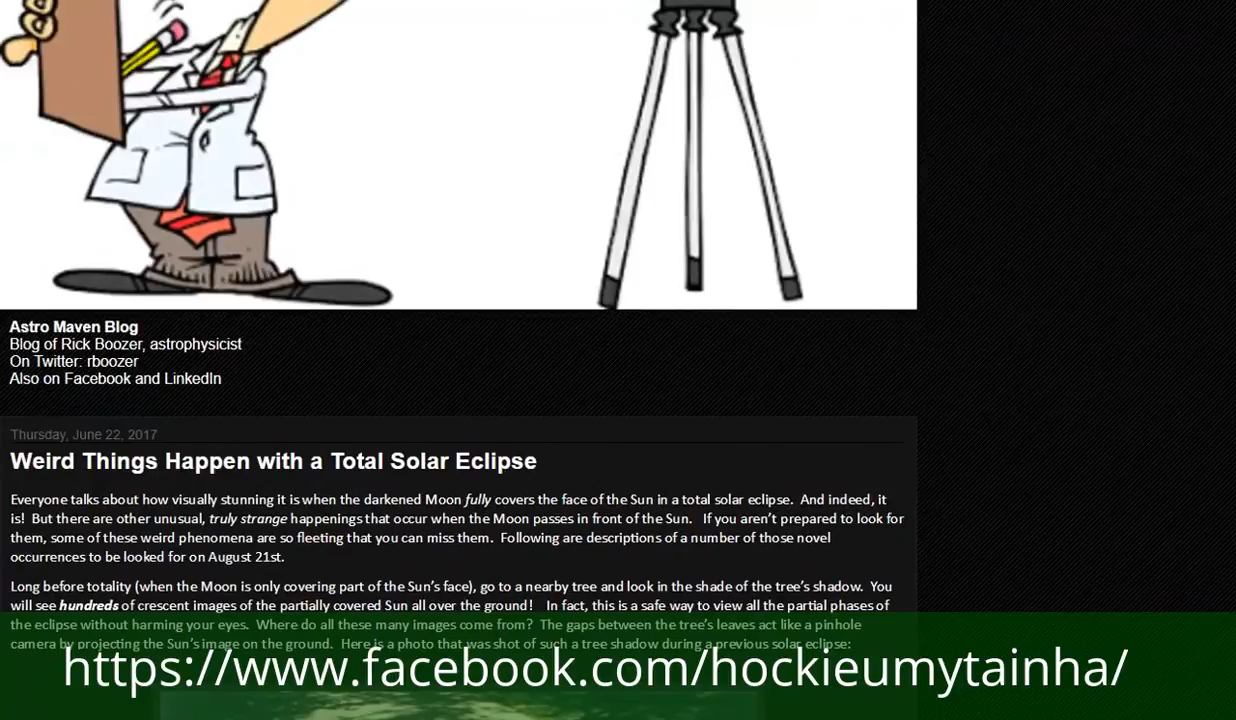 Astro Maven Blog
Blog of Rick Boozer, astrophysicist
On Twitter: rboozer
Also on Facebook and LinkedIn
Thursday, June 22, 2017
Weird Things Happen with a Total Solar Eclipse
Everyone talks about how visually stunning it is when the darkened Moon fully covers the face of the Sun in a total solar eclipse. And indeed, it
is! But there are other unusual, truly strange happenings that occur when the Moon passes in front of the Sun. If you aren't prepared to look for
them, some of these weird phenomena are so fleeting that you can miss them. Following are descriptions of a number of those novel
occurrences to be looked for on August 21st.
Long before totality (when the Moon is only covering part of the Sun's face), go to a nearby tree and look in the shade of the tree's shadow. You
will see hundreds of crescent images of the partially covered Sun all over the ground! In fact, this is a safe way to view all the partial phases of
the eclipse without harming your eyes. Where do all these many images come from? The gaps between the tree's leaves act like a pinhole
camera by projecting the Sun's image on the ground. Here is a photo that was shot of such a tree shadow during a previous solar eclipse:
https://www.facebook.com/hockieumytainha/